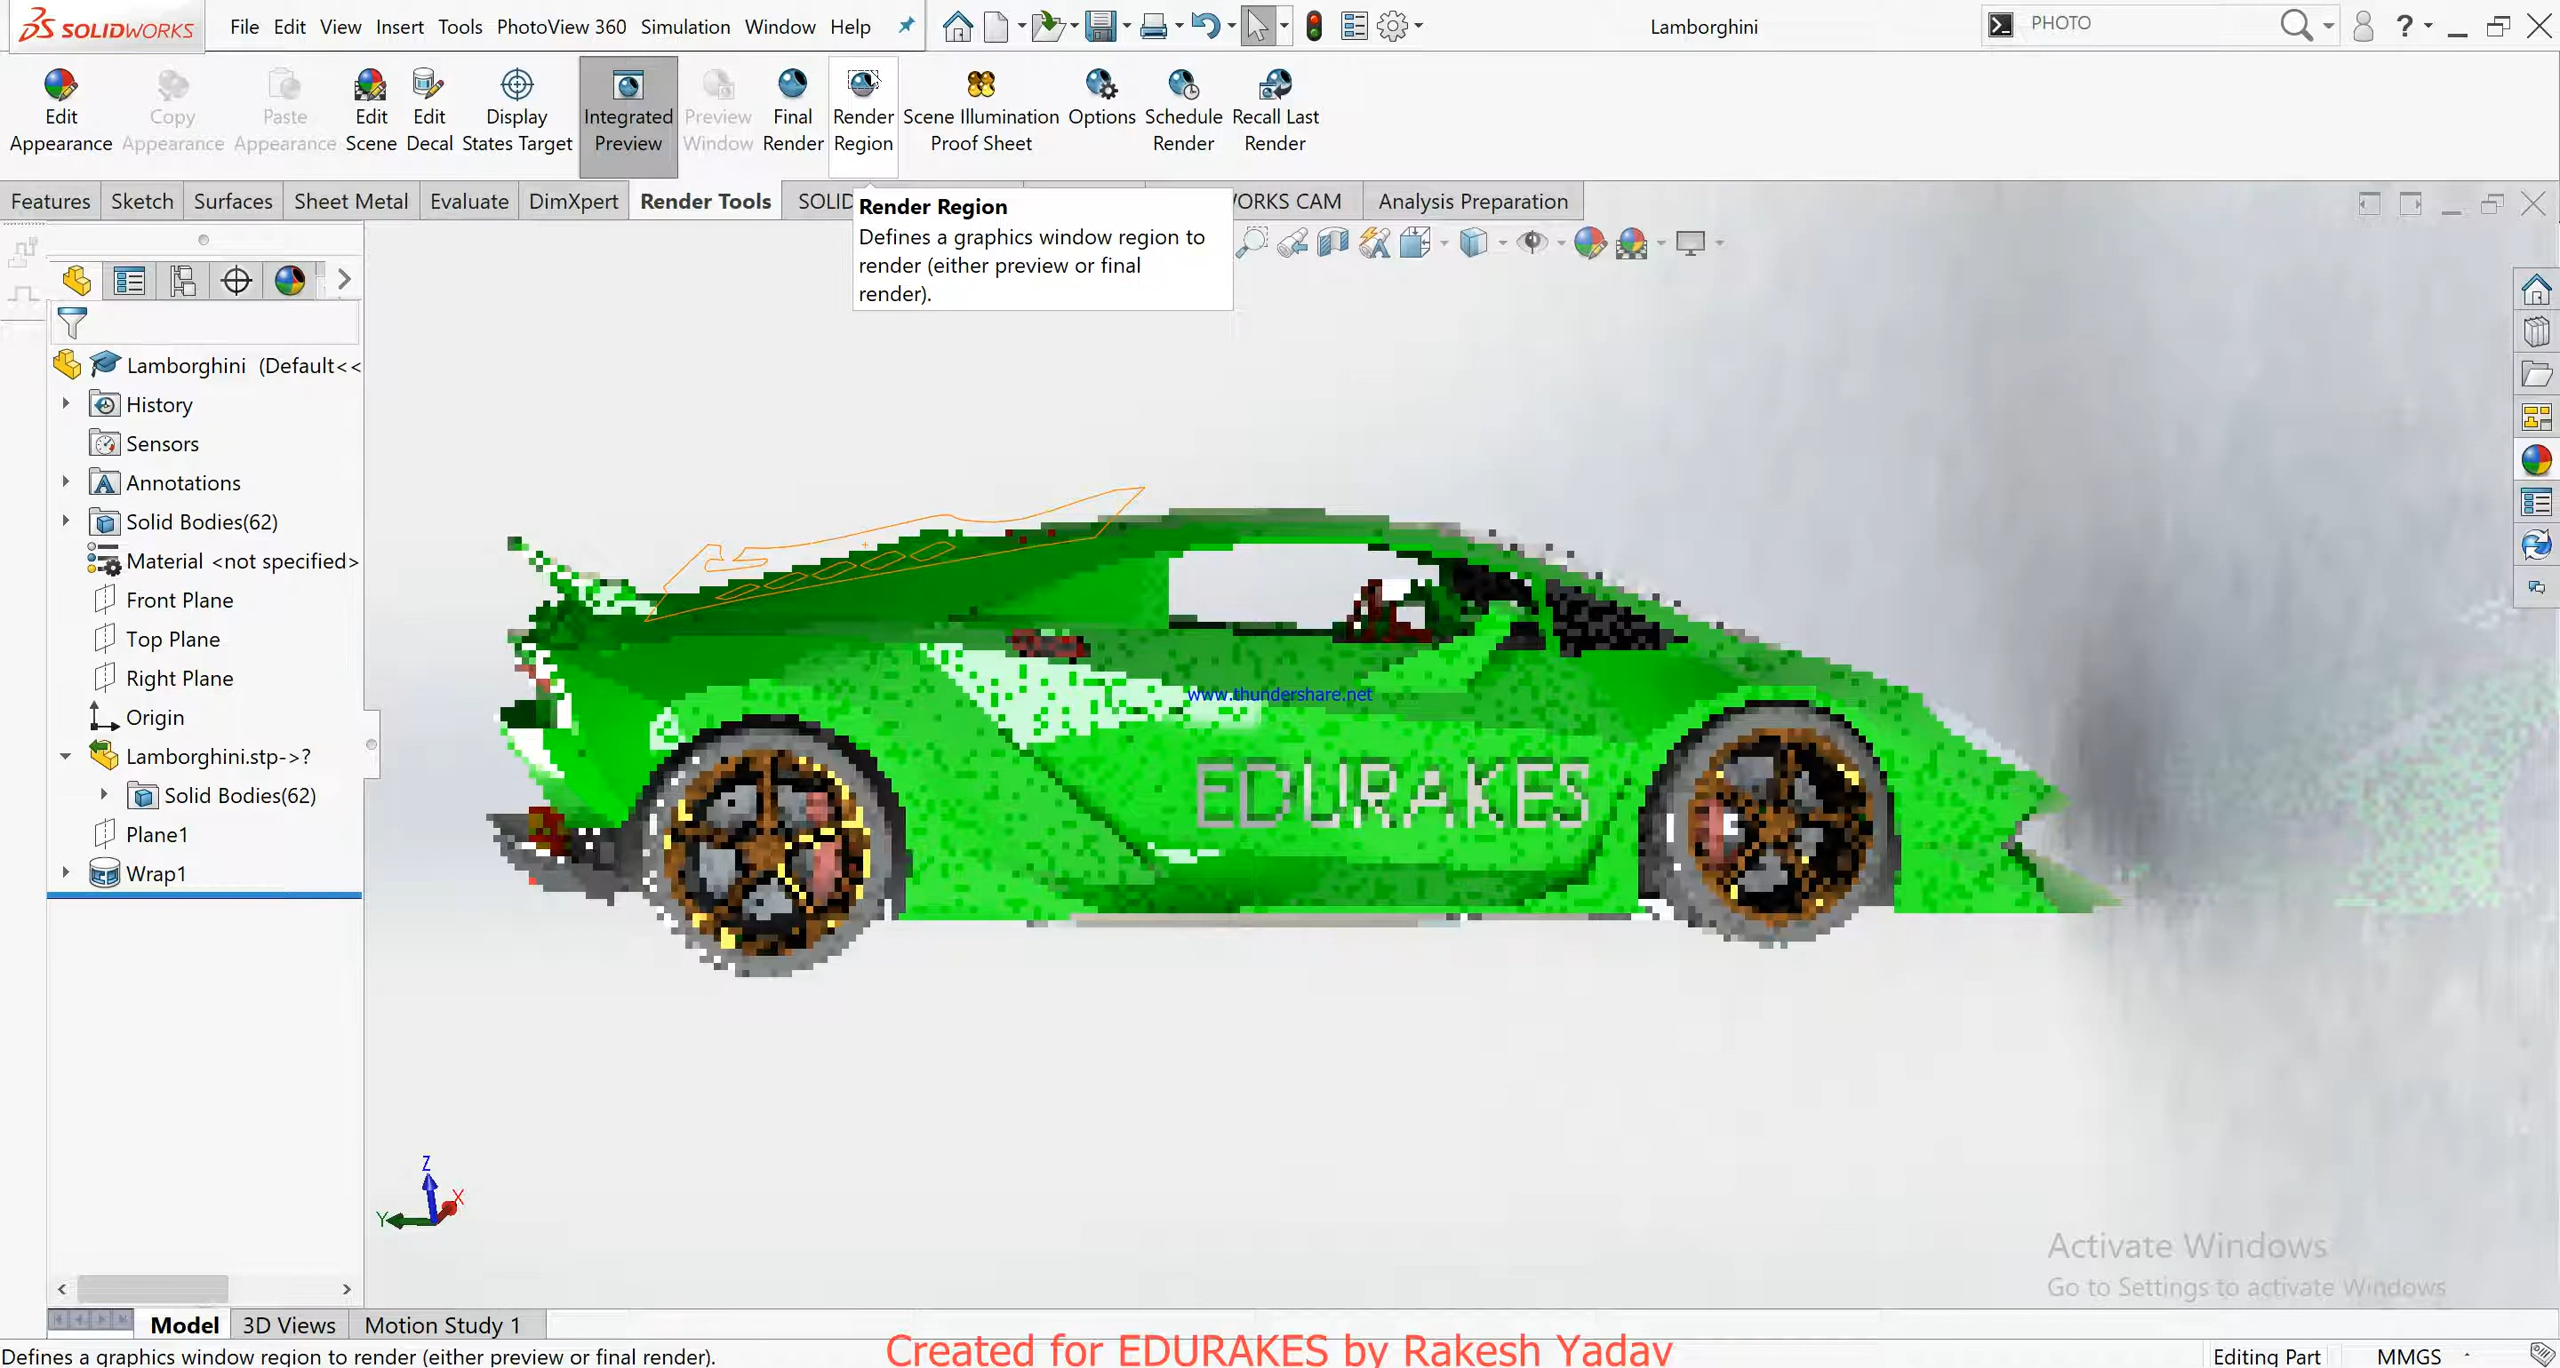 SOLIDWORKS File Edit View Insert Tools PhotoView 360 Simulation Window Help Lamborghini PHOTO ?
Edit Appearance
Copy Appearance
Paste Appearance
Edit Scene
Edit Decal
Display States Target
Integrated Preview
Preview Window
Final Render
Render Region
Scene Illumination Proof Sheet
Options
Schedule Render
Recall Last Render
Features Sketch Surfaces Sheet Metal Evaluate DimXpert Render Tools SOLID ORKS CAM Analysis Preparation
Render Region
Defines a graphics window region to
render (either preview or final
render).
Lamborghini (Default<<
History
Sensors
Annotations
Solid Bodies(62)
Material <not specified>
Front Plane
Top Plane
Right Plane
Origin
Lamborghini.stp->?
Solid Bodies(62)
Plane1
Wrap1
www.thundershare.net
EDURAKES
Z
X
Y
Activate Windows
Go to Settings to activate Windows
Model 3D Views Motion Study 1
Created for EDURAKES by Rakesh Yadav
Defines a graphics window region to render (either preview or final render).
Editing Part MMGS